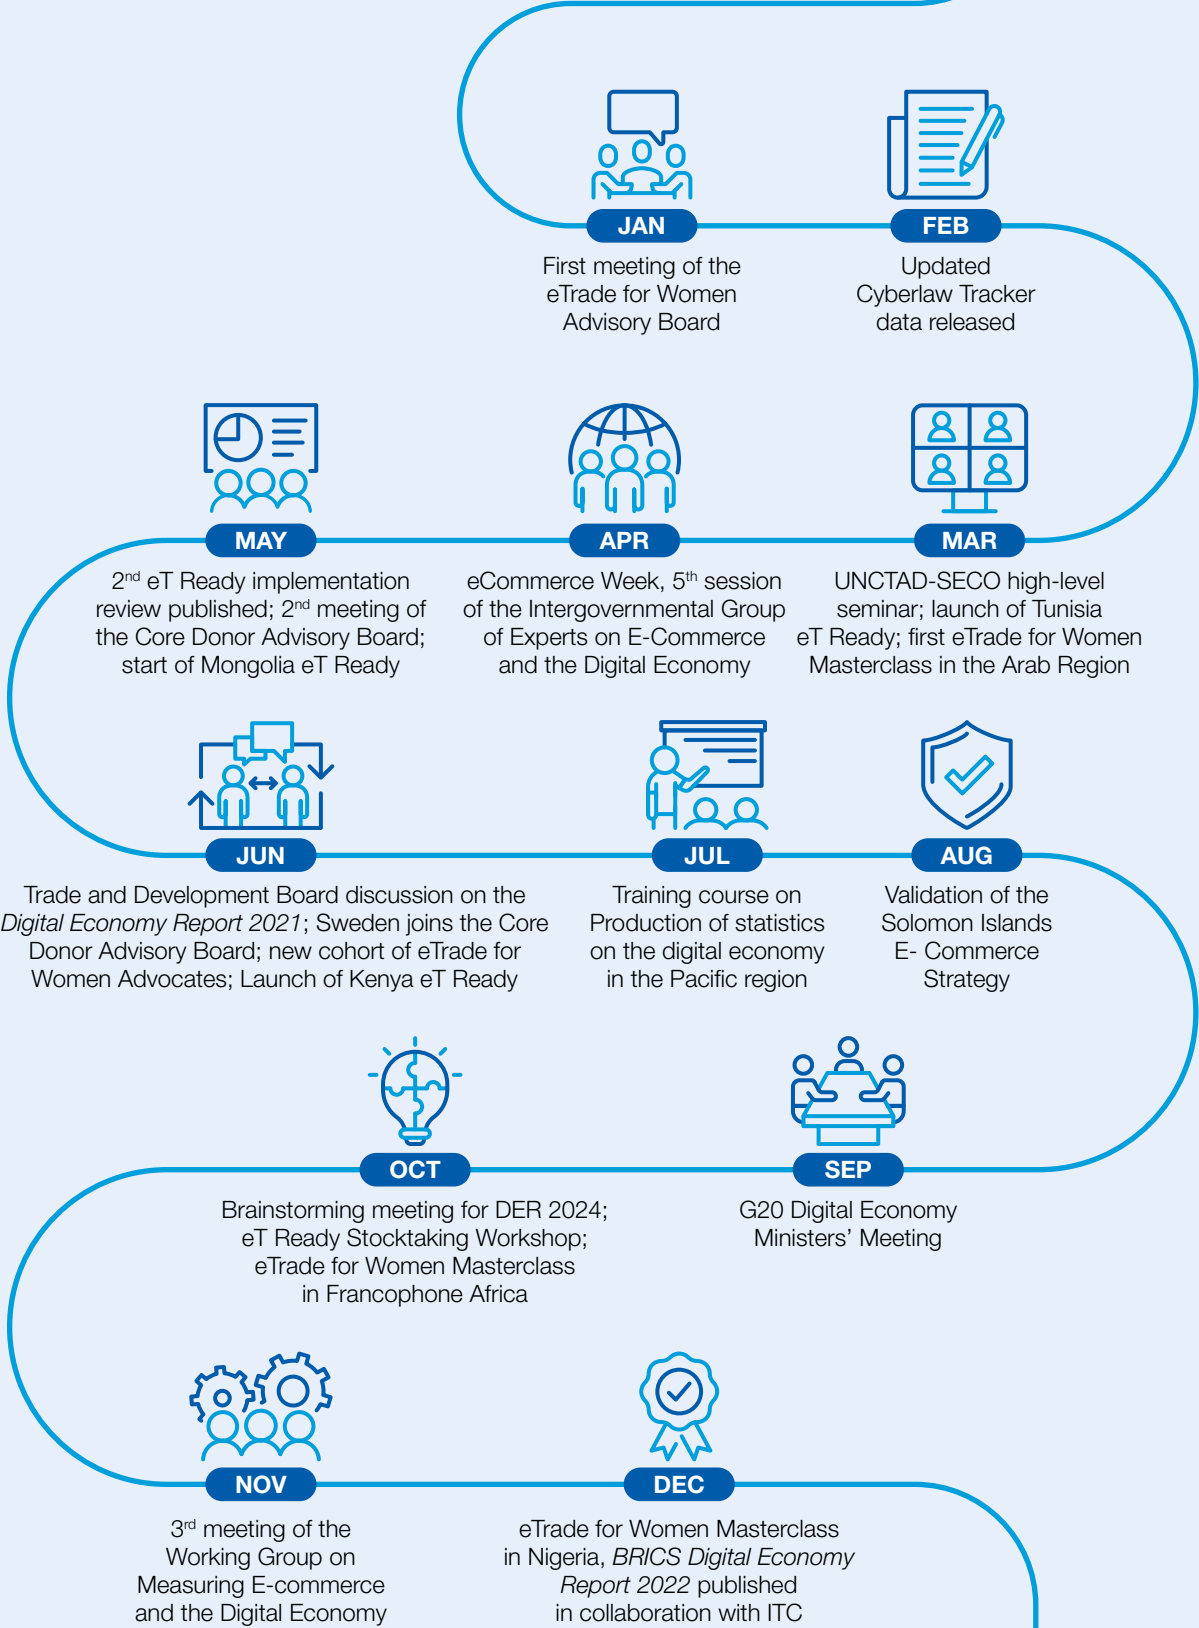 JAN
First meeting of the
eTrade for Women
Advisory Board
FEB
Updated
Cyberlaw Tracker
data released
MAR
UNCTAD-SECO high-level
seminar; launch of Tunisia
eT Ready; first eTrade for Women
Masterclass in the Arab Region
APR
eCommerce Week, 5th session
of the Intergovernmental Group
of Experts on E-Commerce
and the Digital Economy
MAY
2nd eT Ready implementation
review published; 2nd meeting of
the Core Donor Advisory Board;
start of Mongolia eT Ready
JUN
Trade and Development Board discussion on the
Digital Economy Report 2021; Sweden joins the Core
Donor Advisory Board; new cohort of eTrade for
Women Advocates; Launch of Kenya eT Ready
JUL
Training course on
Production of statistics
on the digital economy
in the Pacific region
AUG
Validation of the
Solomon Islands
E- Commerce
Strategy
SEP
G20 Digital Economy
Ministers’ Meeting
OCT
Brainstorming meeting for DER 2024;
eT Ready Stocktaking Workshop;
eTrade for Women Masterclass
in Francophone Africa
NOV
3rd meeting of the
Working Group on
Measuring E-commerce
and the Digital Economy
DEC
eTrade for Women Masterclass
in Nigeria, BRICS Digital Economy
Report 2022 published
in collaboration with ITC